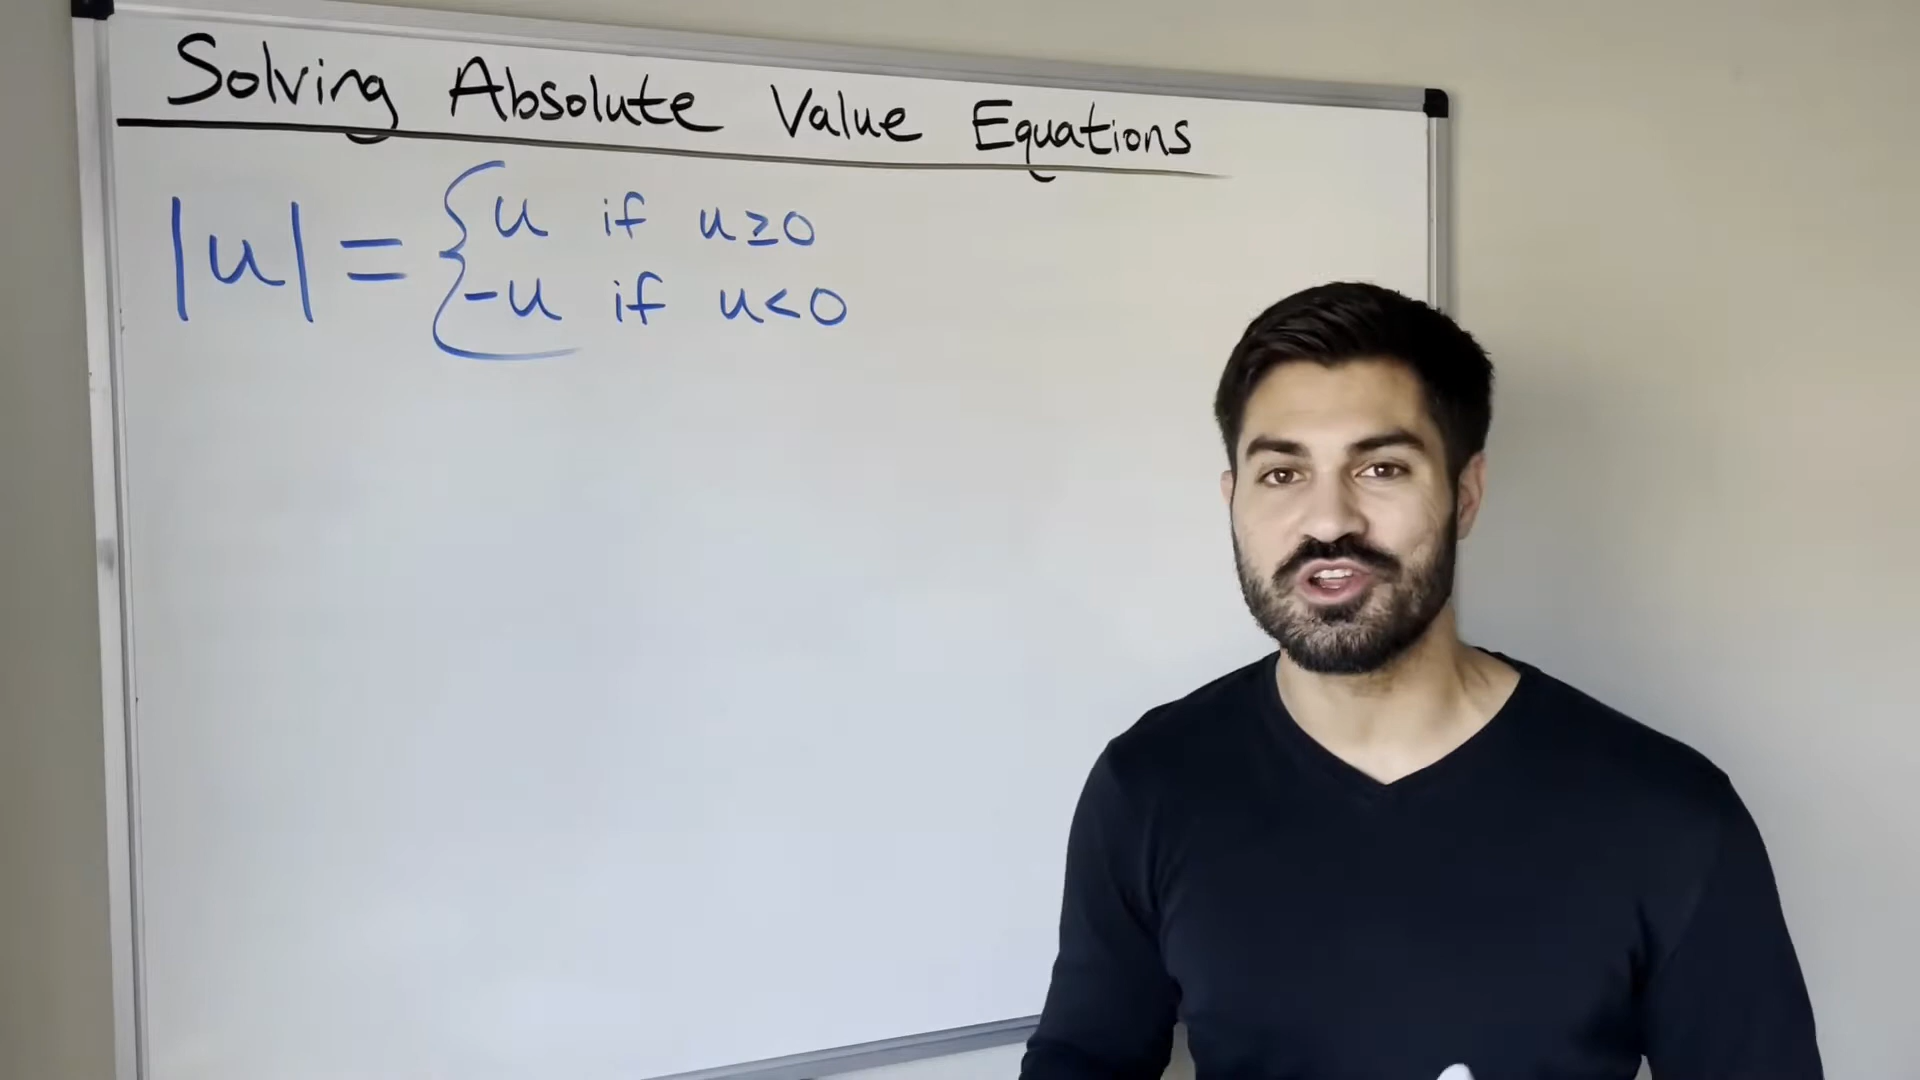 Solving Absolute Value Equations
|u| = { u if u ≥ 0
-u if u < 0